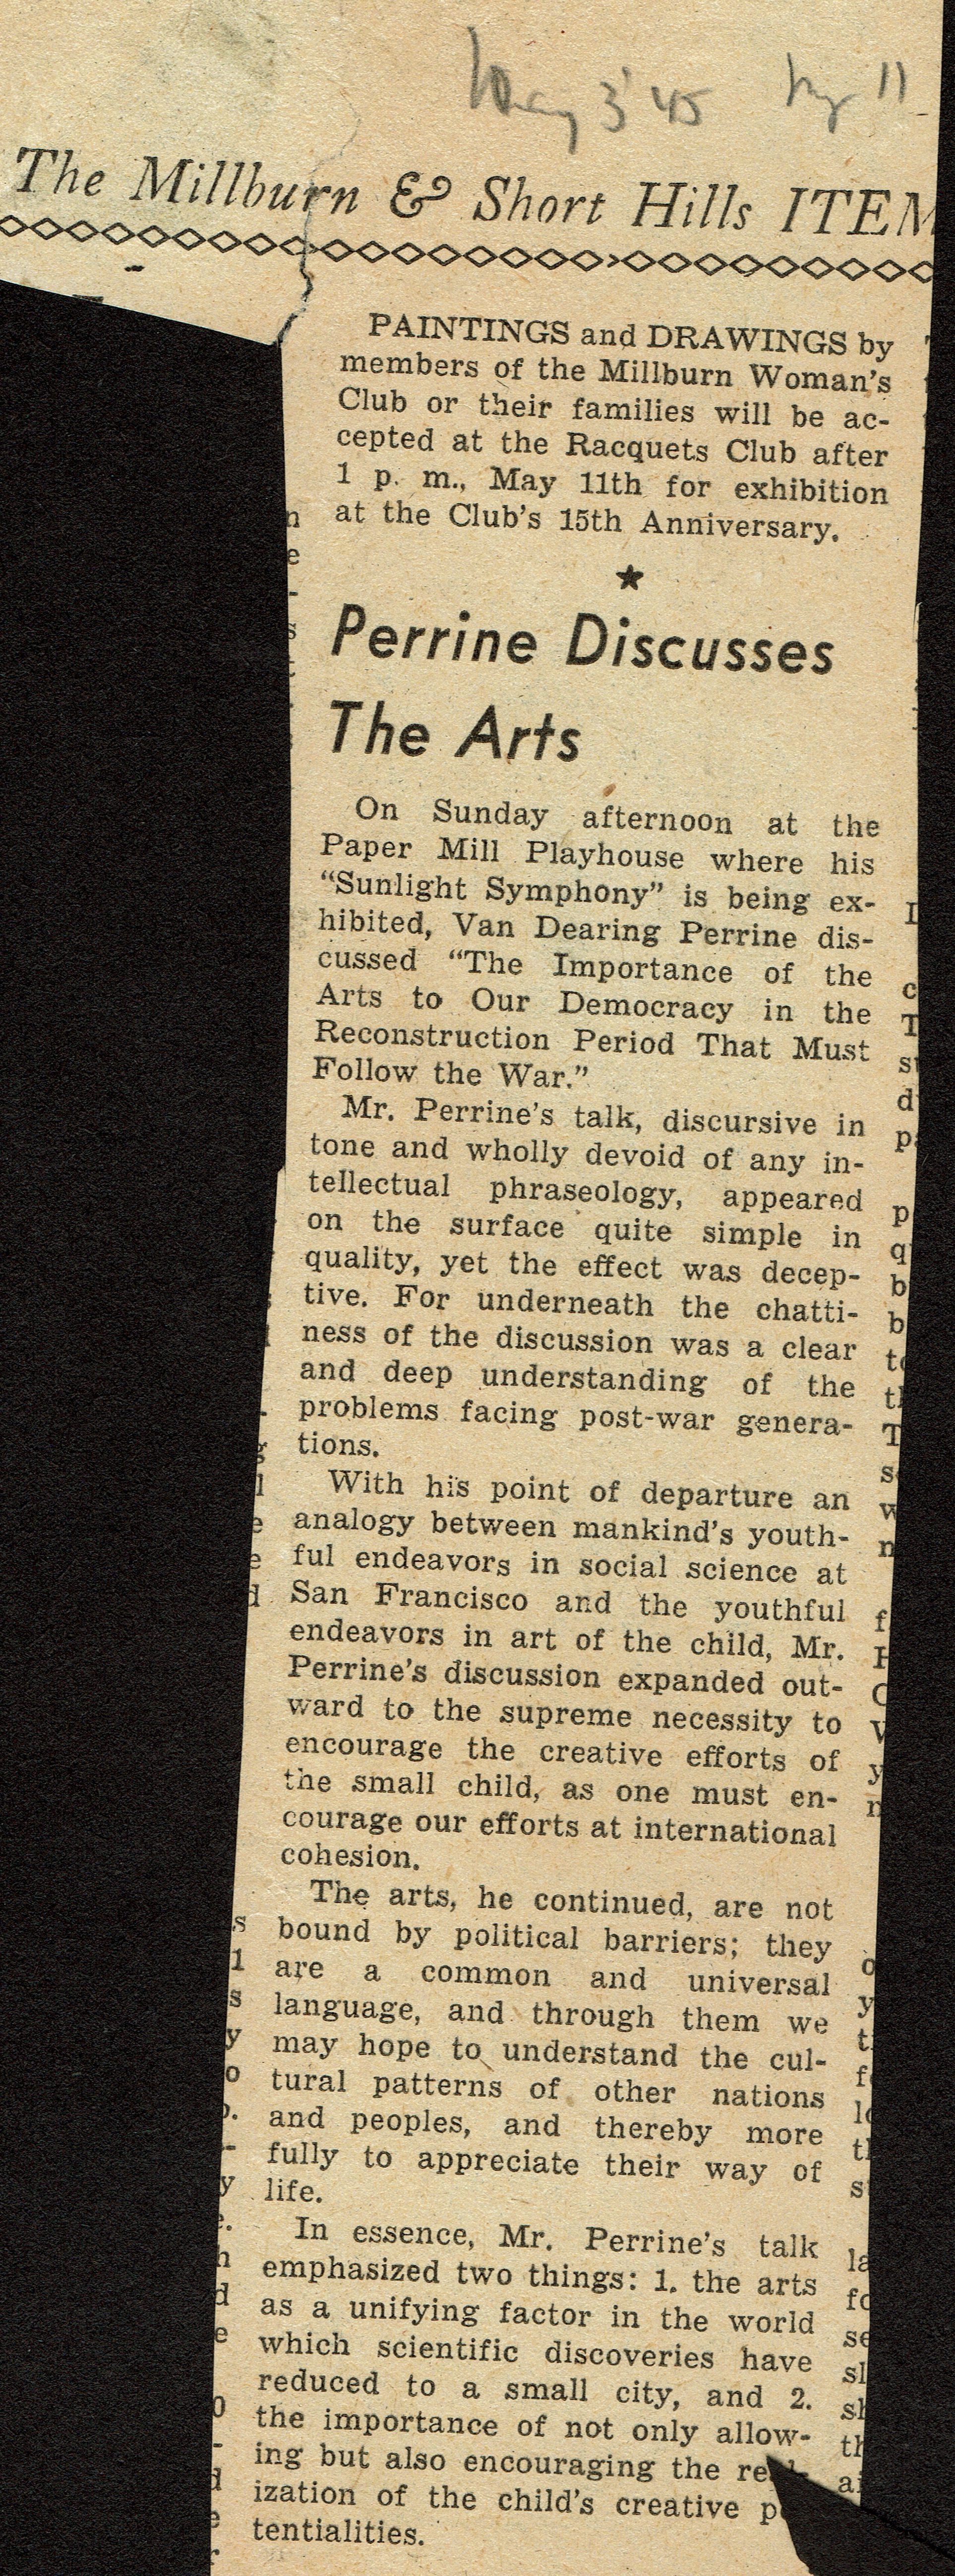 May 3 '45 pg 11
The Millburn & Short Hills ITEM
PAINTINGS and DRAWINGS by
members of the Millburn Woman's
Club or their families will be ac-
cepted at the Racquets Club after
1 p. m., May 11th for exhibition
at the Club's 15th Anniversary.
★
Perrine Discusses
The Arts
On Sunday afternoon at the
Paper Mill Playhouse where his
“Sunlight Symphony” is being ex-
hibited, Van Dearing Perrine dis-
cussed “The Importance of the
Arts to Our Democracy in the
Reconstruction Period That Must
Follow the War.”
Mr. Perrine's talk, discursive in
tone and wholly devoid of any in-
tellectual phraseology, appeared
on the surface quite simple in
quality, yet the effect was decep-
tive. For underneath the chatti-
ness of the discussion was a clear
and deep understanding of the
problems facing post-war genera-
tions.
With his point of departure an
analogy between mankind's youth-
ful endeavors in social science at
San Francisco and the youthful
endeavors in art of the child, Mr.
Perrine's discussion expanded out-
ward to the supreme necessity to
encourage the creative efforts of
the small child, as one must en-
courage our efforts at international
cohesion.
The arts, he continued, are not
bound by political barriers; they
are a common and universal
language, and through them we
may hope to understand the cul-
tural patterns of other nations
and peoples, and thereby more
fully to appreciate their way of
life.
In essence, Mr. Perrine's talk
emphasized two things: 1. the arts
as a unifying factor in the world
which scientific discoveries have
reduced to a small city, and 2.
the importance of not only allow-
ing but also encouraging the real-
ization of the child's creative po
tentialities.